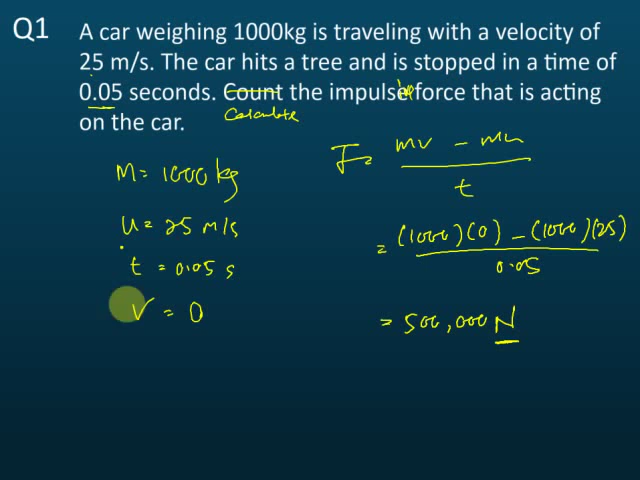 Q1
A car weighing 1000kg is traveling with a velocity of
25 m/s. The car hits a tree and is stopped in a time of
0.05 seconds. Count the impulse force that is acting
Calculate
on the car.
M = 1000 kg
u = 25 m/s
t = 0.05 s
V = 0
F = mv - mu
t
= (1000)(0) - (1000)(25)
0.05
= 500,000 N